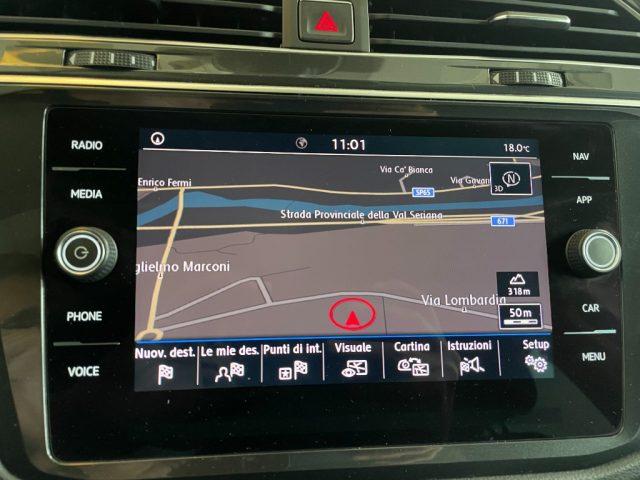 RADIO
MEDIA
PHONE
VOICE
11:01
18.0°C
Enrico Fermi
Via Ca' Bianca
SP65
Strada Provinciale della Val Seriana
671
N
3D
glielmo Marconi
Via Lombardia
318m
50m
Nuov. dest.
Le mie des.
Punti di int.
Visuale
Cartina
Istruzioni
Setup
NAV
APP
CAR
MENU